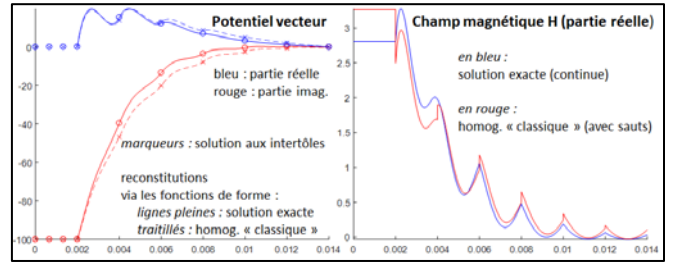 Potentiel vecteur
bleu : partie réelle
rouge : partie imag.
marqueurs : solution aux intertôles
reconstitutions
via les fonctions de forme :
lignes pleines : solution exacte
traitillés : homog. « classique »
0
-20
-40
-60
-80
-100
0
0.002
0.004
0.006
0.008
0.01
0.012
0.014
Champ magnétique H (partie réelle)
en bleu :
solution exacte (continue)
en rouge :
homog. « classique » (avec sauts)
3
2.5
2
1.5
1
0.5
0
0
0.002
0.004
0.006
0.008
0.01
0.012
0.014